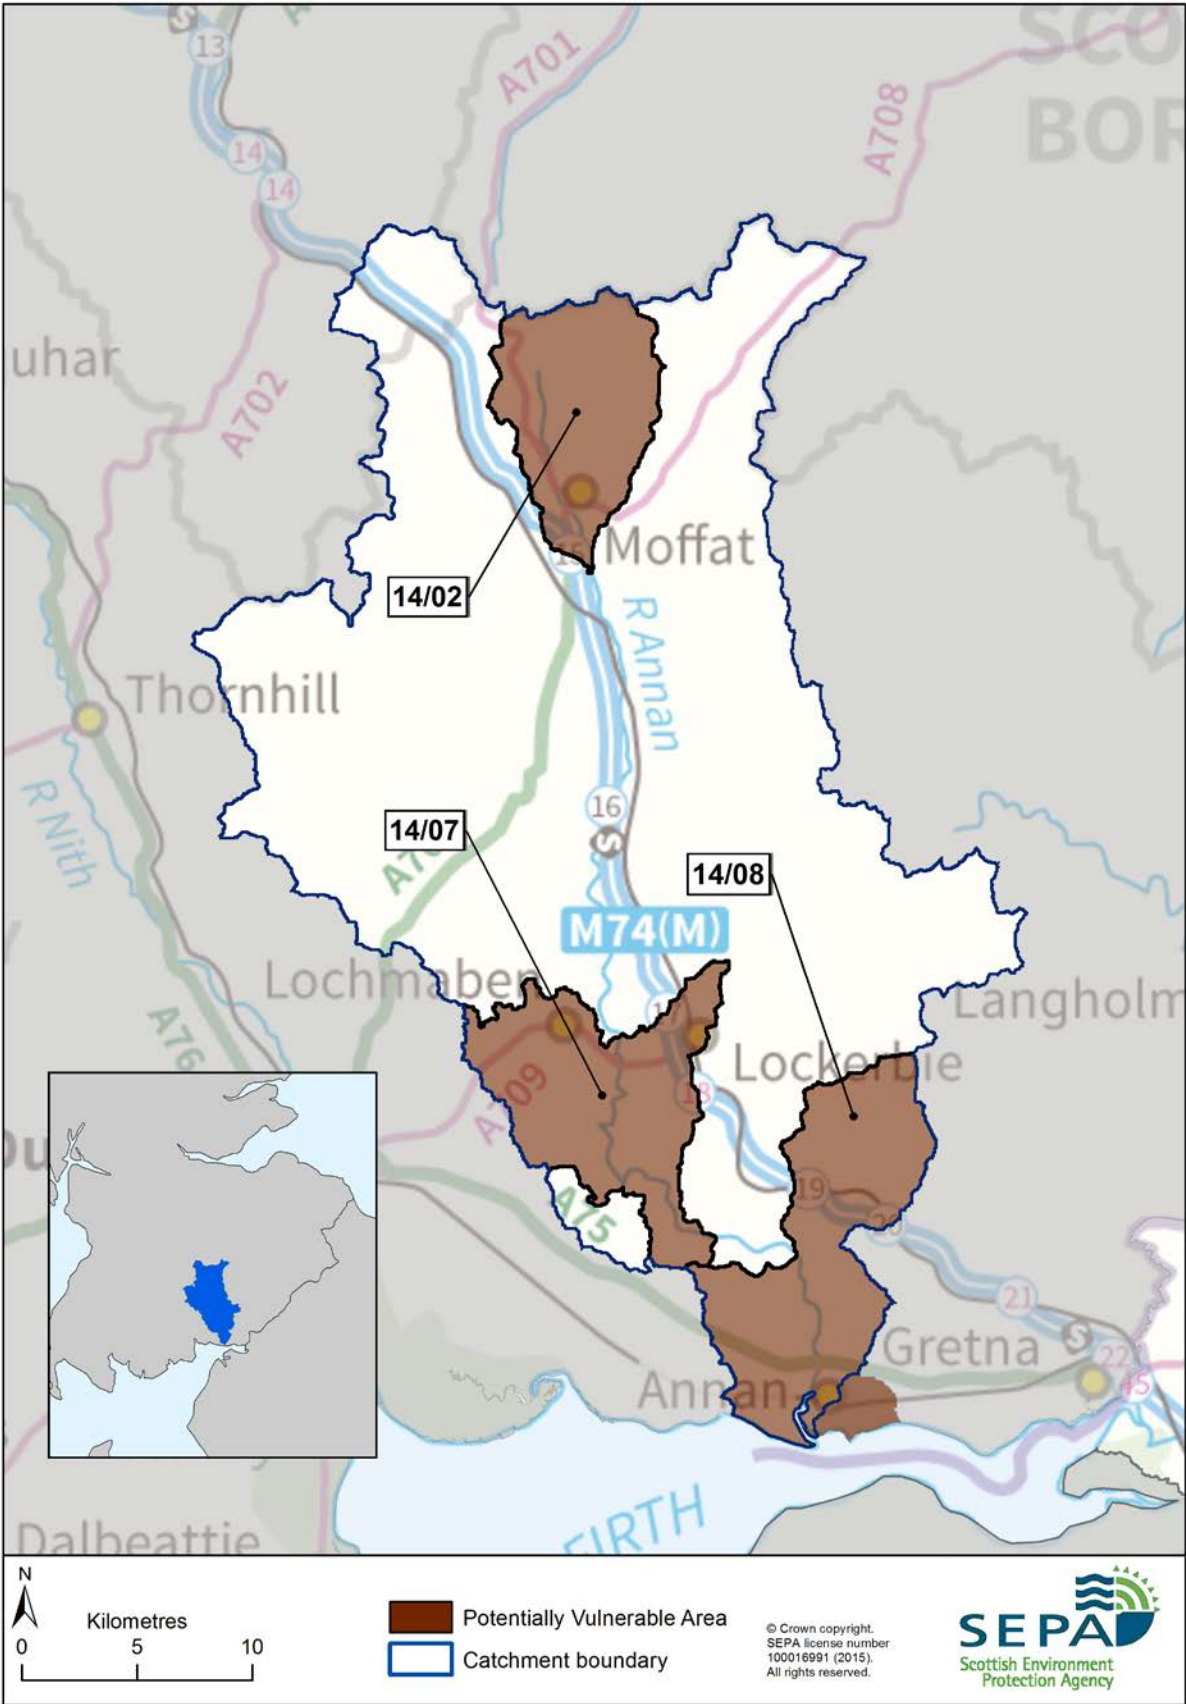 SCO
BOR
13
A701
A708
14
14
uhar
A702
15
Moffat
14/02
R Annan
Thornhill
R Nith
16
S
14/07
14/08
M74(M)
Lochmaben
Langholm
A76
Lockerbie
A709
18
A75
19
20
21
S
Gretna
22
45
Annan
FIRTH
Dalbeattie
N
Kilometres
0 5 10
Potentially Vulnerable Area
Catchment boundary
© Crown copyright.
SEPA license number
100016991 (2015).
All rights reserved.
SEPA
Scottish Environment
Protection Agency